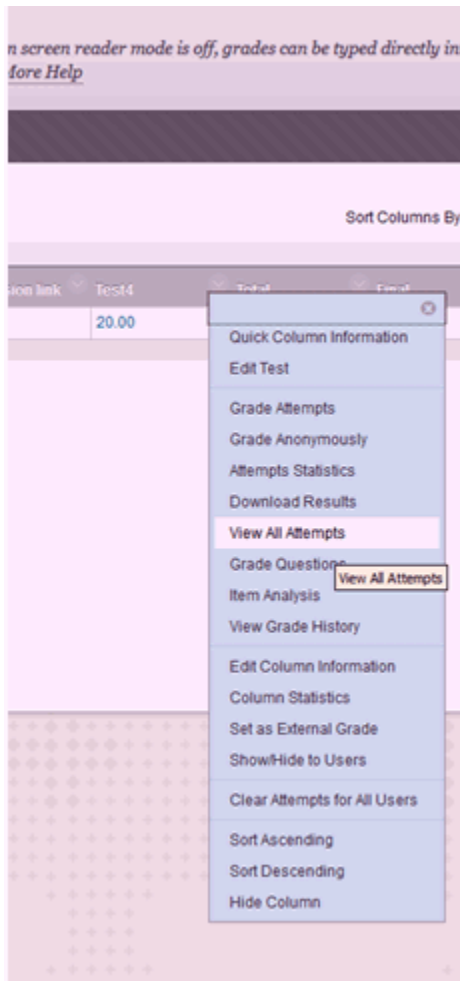 n screen reader mode is off, grades can be typed directly in
More Help
Sort Columns By
sion link Test4 Total Final
20.00
Quick Column Information
Edit Test
Grade Attempts
Grade Anonymously
Attempts Statistics
Download Results
View All Attempts
Grade Questions
View All Attempts
Item Analysis
View Grade History
Edit Column Information
Column Statistics
Set as External Grade
Show/Hide to Users
Clear Attempts for All Users
Sort Ascending
Sort Descending
Hide Column